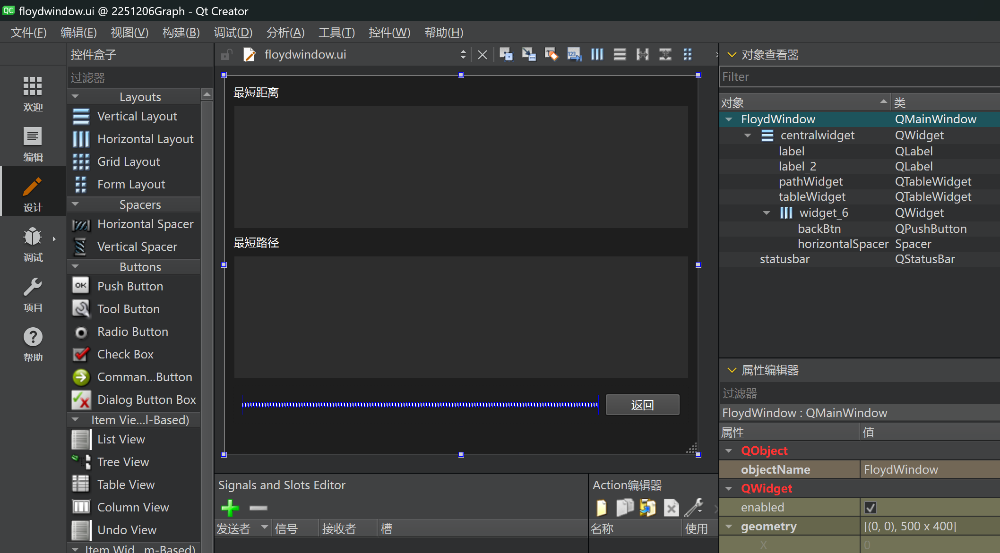 QC floydwindow.ui @ 2251206Graph - Qt Creator
文件(F) 编辑(E) 视图(V) 构建(B) 调试(D) 分析(A) 工具(T) 控件(W) 帮助(H)
欢迎
编辑
设计
调试
项目
帮助
控件盒子
过滤器
Layouts
Vertical Layout
Horizontal Layout
Grid Layout
Form Layout
Spacers
Horizontal Spacer
Vertical Spacer
Buttons
OK Push Button
Tool Button
Radio Button
Check Box
Comman...Button
Dialog Button Box
Item Vie...l-Based)
List View
Tree View
Table View
Column View
Undo View
Item Wid...m-Based)
floydwindow.ui
123
最短距离
最短路径
返回
Signals and Slots Editor
发送者 信号 接收者 槽
Action编辑器
名称 使用
对象查看器
Filter
对象 类
FloydWindow QMainWindow
centralwidget QWidget
label QLabel
label_2 QLabel
pathWidget QTableWidget
tableWidget QTableWidget
widget_6 QWidget
backBtn QPushButton
horizontalSpacer Spacer
statusbar QStatusBar
属性编辑器
过滤器
FloydWindow : QMainWindow
属性 值
QObject
objectName FloydWindow
QWidget
enabled
geometry [(0, 0), 500 x 400]
X 0